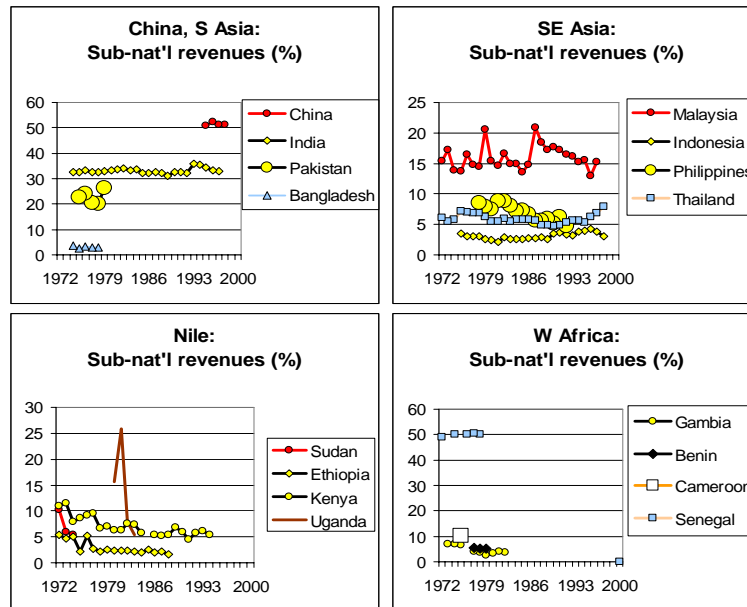 China, S Asia:
Sub-nat'l revenues (%)
60
50
40
30
20
10
0
1972 1979 1986 1993 2000
China
India
Pakistan
Bangladesh
SE Asia:
Sub-nat'l revenues (%)
25
20
15
10
5
0
1972 1979 1986 1993 2000
Malaysia
Indonesia
Philippines
Thailand
Nile:
Sub-nat'l revenues (%)
30
25
20
15
10
5
0
1972 1979 1986 1993 2000
Sudan
Ethiopia
Kenya
Uganda
W Africa:
Sub-nat'l revenues (%)
60
50
40
30
20
10
0
1972 1979 1986 1993 2000
Gambia
Benin
Cameroon
Senegal